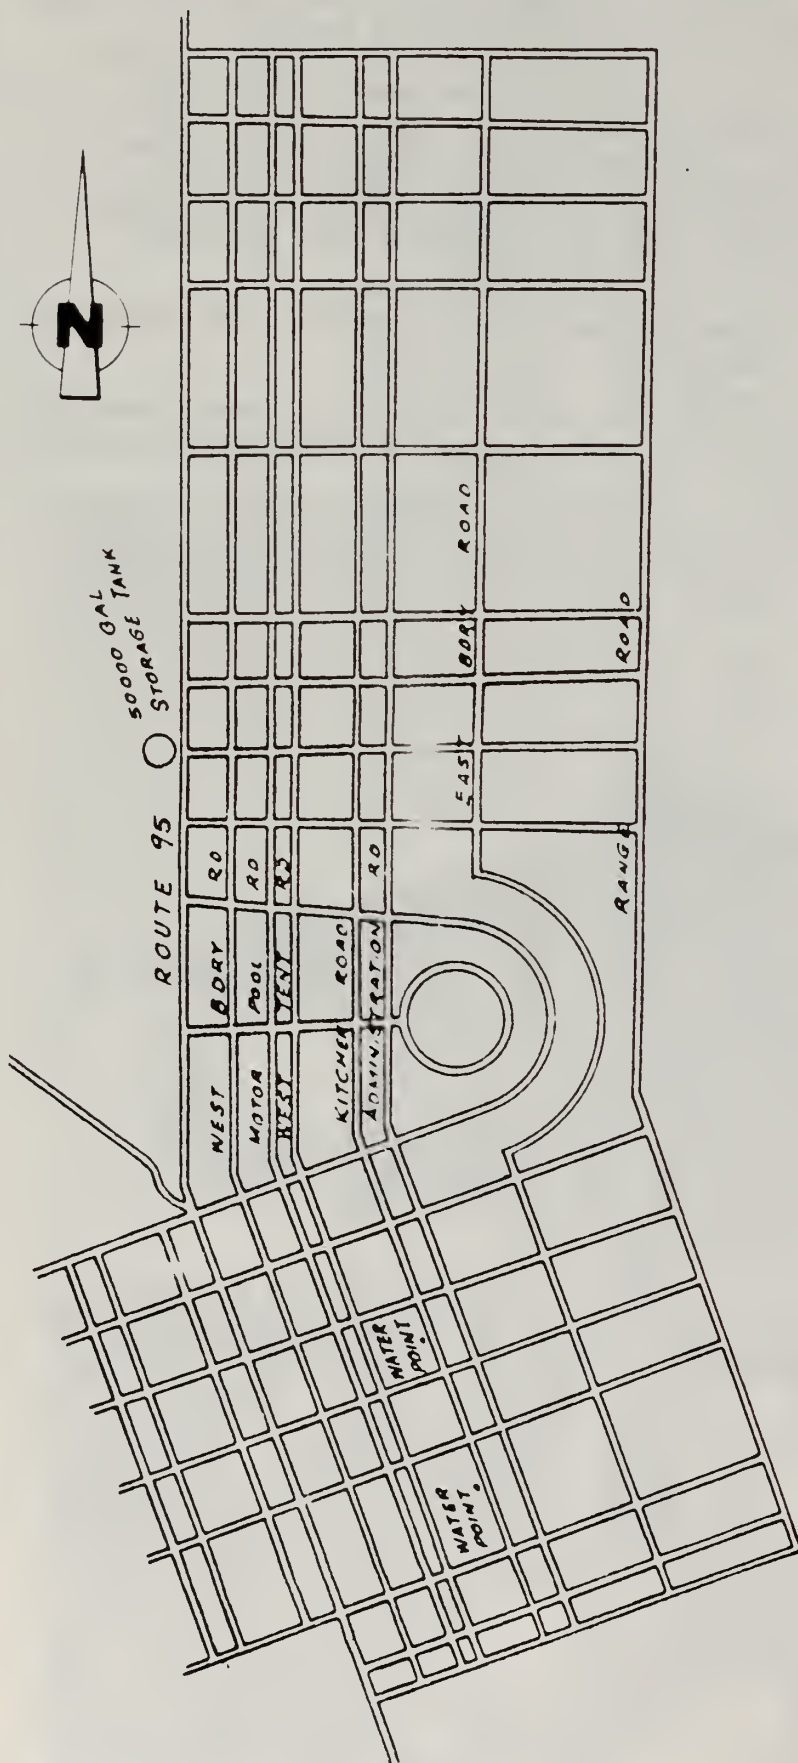 N
50000 GAL
STORAGE TANK
ROUTE 95
WEST BDRY RD
MOTOR POOL RD
WEST TENT RD
KITCHEN ROAD
ADMINISTRATION RD
EAST BDRY ROAD
RANGE ROAD
WATER
POINT
WATER
POINT